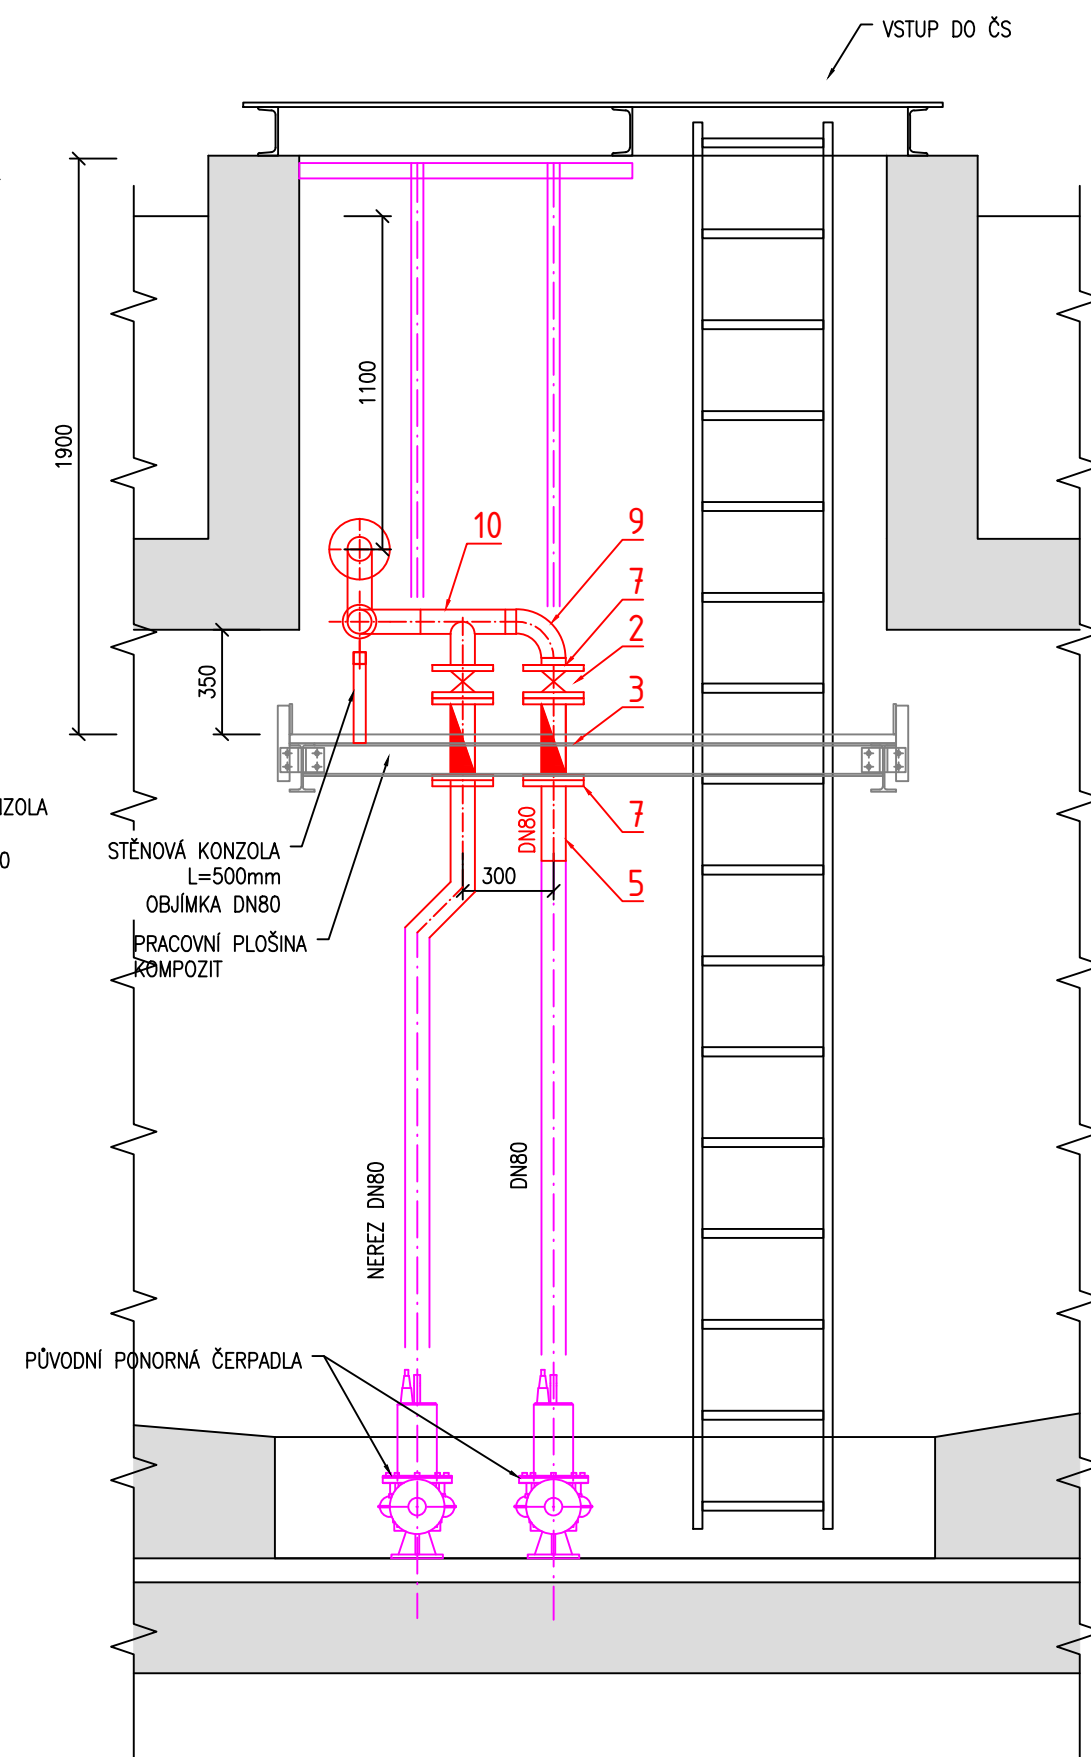 VSTUP DO ČS
1100
1900
10
9
7
2
350
3
NZOLA
7
DN80
STĚNOVÁ KONZOLA
L=500mm
OBJÍMKA DN80
0
300
5
PRACOVNÍ PLOŠINA
KOMPOZIT
DN80
NEREZ DN80
PŮVODNÍ PONORNÁ ČERPADLA